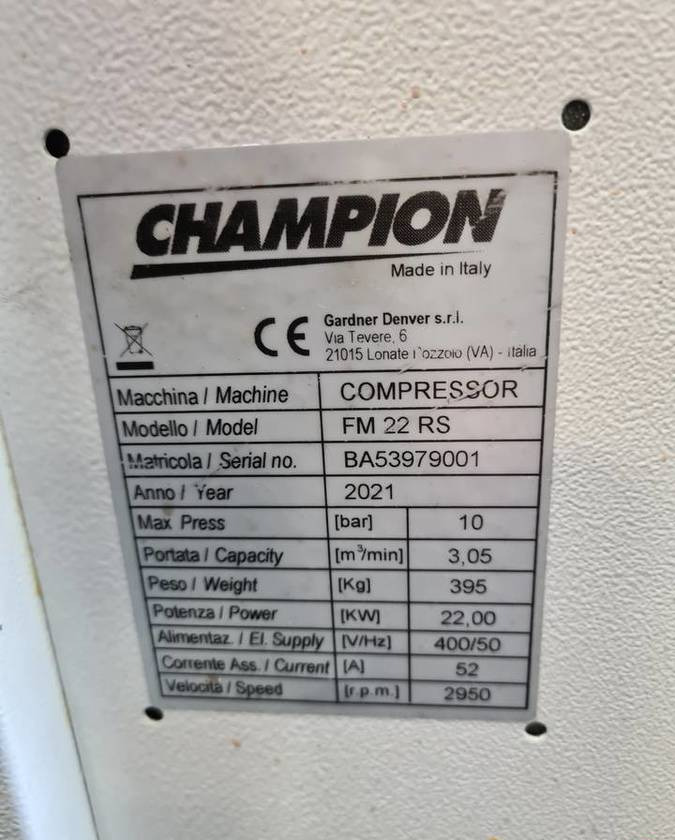 CHAMPION
Made in Italy
CE
Gardner Denver s.r.l.
Via Tevere, 6
21015 Lonate Pozzolo (VA) - Italia
Macchina / Machine COMPRESSOR
Modello / Model FM 22 RS
Matricola / Serial no. BA53979001
Anno / Year 2021
Max Press [bar] 10
Portata / Capacity [m³/min] 3,05
Peso / Weight [Kg] 395
Potenza / Power [KW] 22,00
Alimentaz. / El. Supply [V/Hz] 400/50
Corrente Ass. / Current [A] 52
Velocità / Speed [r.p.m.] 2950